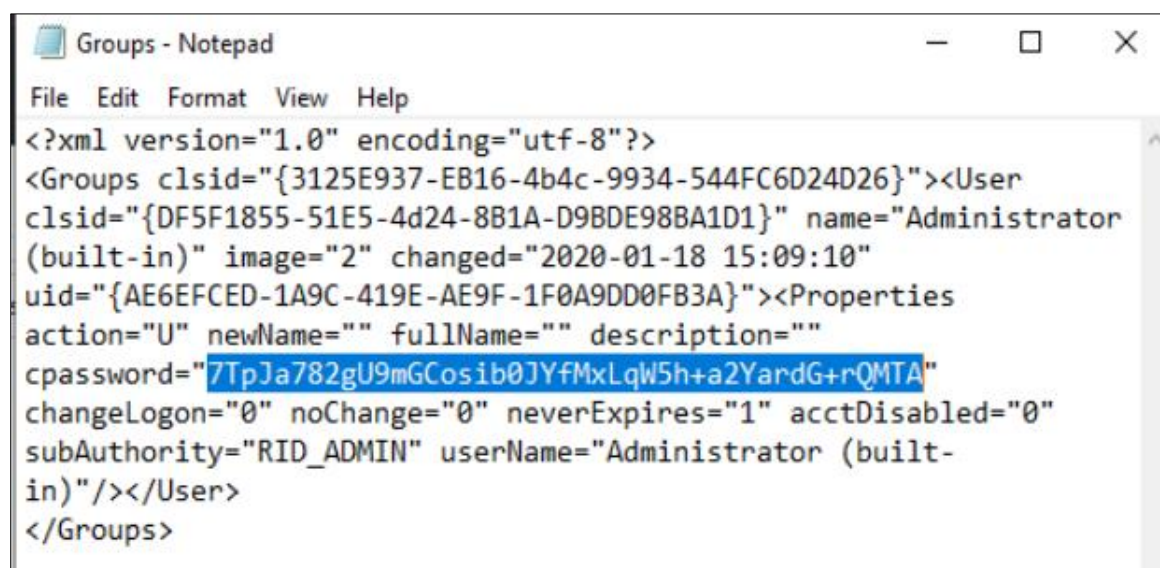 Groups - Notepad
File Edit Format View Help
<?xml version="1.0" encoding="utf-8"?>
<Groups clsid="{3125E937-EB16-4b4c-9934-544FC6D24D26}"><User
clsid="{DF5F1855-51E5-4d24-8B1A-D9BDE98BA1D1}" name="Administrator
(built-in)" image="2" changed="2020-01-18 15:09:10"
uid="{AE6EFCED-1A9C-419E-AE9F-1F0A9DD0FB3A}"><Properties
action="U" newName="" fullName="" description=""
cpassword="7TpJa782gU9mGCosib0JYfMxLqW5h+a2YardG+rQMTA"
changeLogon="0" noChange="0" neverExpires="1" acctDisabled="0"
subAuthority="RID_ADMIN" userName="Administrator (built-
in)"/></User>
</Groups>